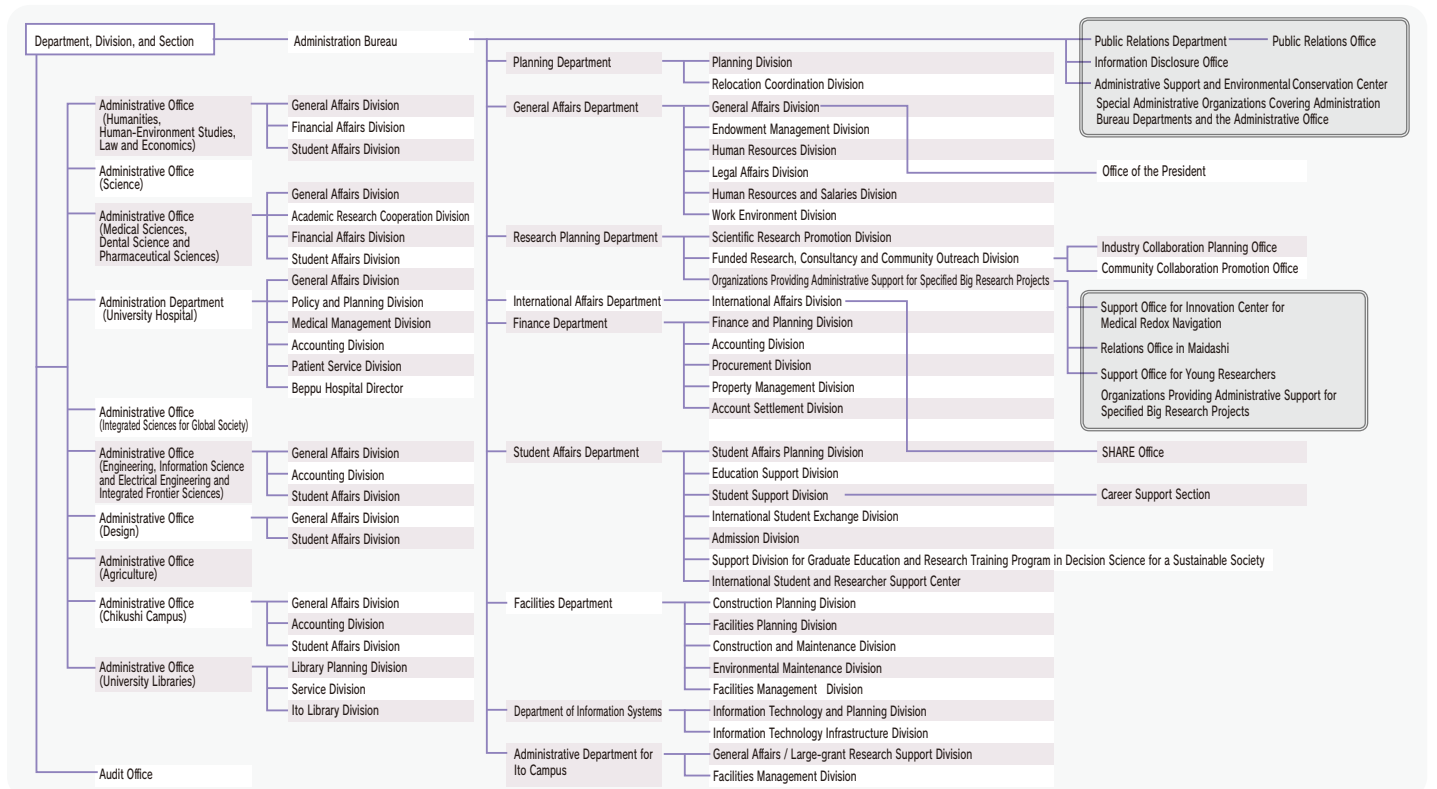 Department, Division, and Section
Administration Bureau
Administrative Office
(Humanities,
Human-Environment Studies,
Law and Economics)
General Affairs Division
Financial Affairs Division
Student Affairs Division
Administrative Office
(Science)
Administrative Office
(Medical Sciences,
Dental Science and
Pharmaceutical Sciences)
General Affairs Division
Academic Research Cooperation Division
Financial Affairs Division
Student Affairs Division
Administration Department
(University Hospital)
General Affairs Division
Policy and Planning Division
Medical Management Division
Accounting Division
Patient Service Division
Beppu Hospital Director
Administrative Office
(Integrated Sciences for Global Society)
Administrative Office
(Engineering, Information Science
and Electrical Engineering and
Integrated Frontier Sciences)
General Affairs Division
Accounting Division
Student Affairs Division
Administrative Office
(Design)
General Affairs Division
Student Affairs Division
Administrative Office
(Agriculture)
Administrative Office
(Chikushi Campus)
General Affairs Division
Accounting Division
Student Affairs Division
Administrative Office
(University Libraries)
Library Planning Division
Service Division
Ito Library Division
Audit Office
Planning Department
Planning Division
Relocation Coordination Division
General Affairs Department
General Affairs Division
Endowment Management Division
Human Resources Division
Legal Affairs Division
Human Resources and Salaries Division
Work Environment Division
Office of the President
Research Planning Department
Scientific Research Promotion Division
Funded Research, Consultancy and Community Outreach Division
Organizations Providing Administrative Support for Specified Big Research Projects
Industry Collaboration Planning Office
Community Collaboration Promotion Office
Support Office for Innovation Center for
Medical Redox Navigation
Relations Office in Maidashi
Support Office for Young Researchers
Organizations Providing Administrative Support for
Specified Big Research Projects
International Affairs Department
International Affairs Division
SHARE Office
Finance Department
Finance and Planning Division
Accounting Division
Procurement Division
Property Management Division
Account Settlement Division
Student Affairs Department
Student Affairs Planning Division
Education Support Division
Student Support Division
Career Support Section
International Student Exchange Division
Admission Division
Support Division for Graduate Education and Research Training Program in Decision Science for a Sustainable Society
International Student and Researcher Support Center
Facilities Department
Construction Planning Division
Facilities Planning Division
Construction and Maintenance Division
Environmental Maintenance Division
Facilities Management Division
Department of Information Systems
Information Technology and Planning Division
Information Technology Infrastructure Division
Administrative Department for
Ito Campus
General Affairs / Large-grant Research Support Division
Facilities Management Division
Public Relations Department
Public Relations Office
Information Disclosure Office
Administrative Support and Environmental Conservation Center
Special Administrative Organizations Covering Administration
Bureau Departments and the Administrative Office